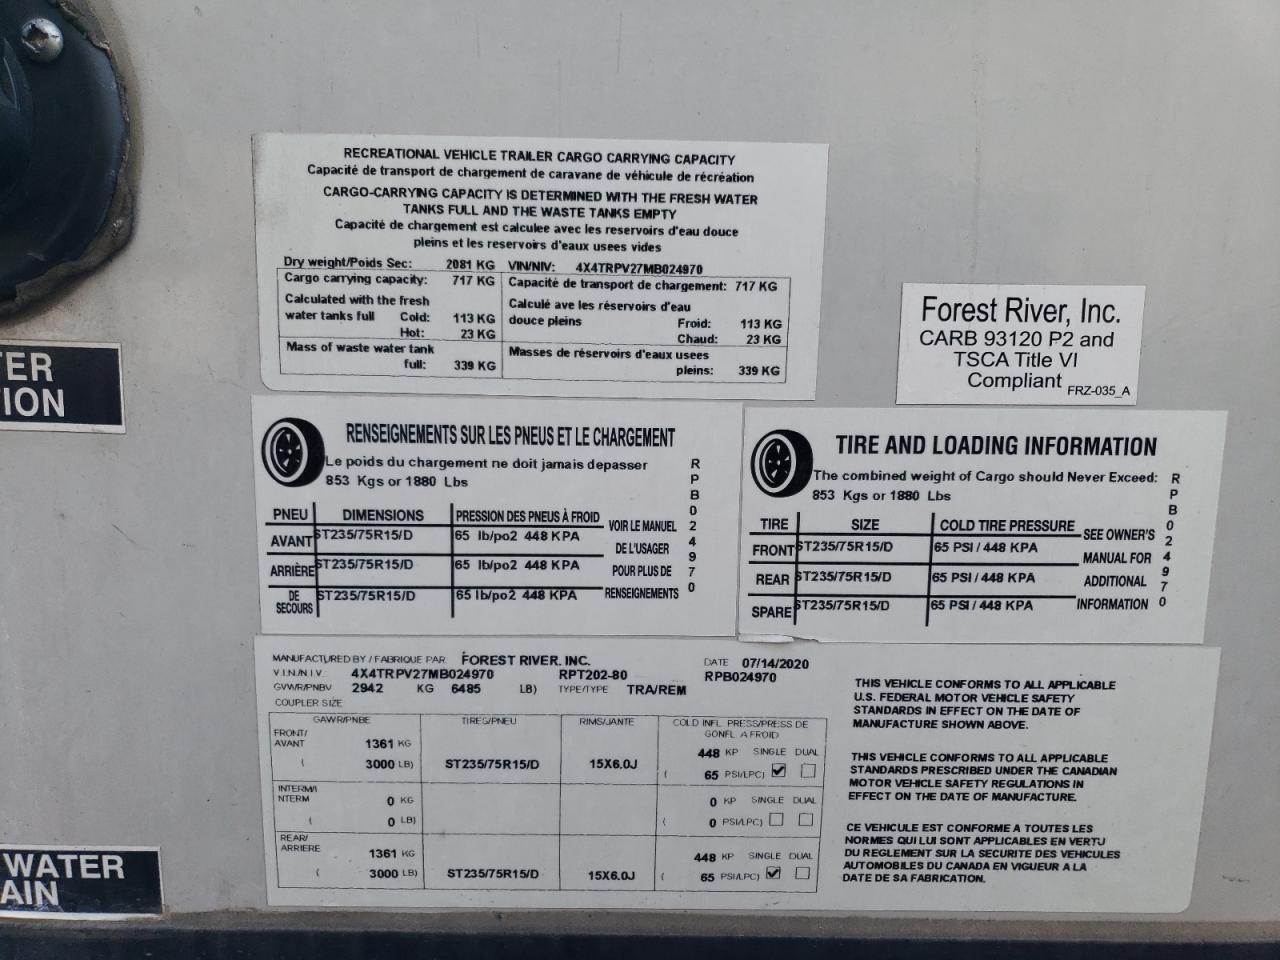 RECREATIONAL VEHICLE TRAILER CARGO CARRYING CAPACITY
Capacité de transport de chargement de caravane de véhicule de récréation
CARGO-CARRYING CAPACITY IS DETERMINED WITH THE FRESH WATER
TANKS FULL AND THE WASTE TANKS EMPTY
Capacité de chargement est calculee avec les reservoirs d'eau douce
pleins et les reservoirs d'eaux usees vides
Dry weight/Poids Sec: 2081 KG VIN/NIV: 4X4TRPV27MB024970
Cargo carrying capacity: 717 KG Capacité de transport de chargement: 717 KG
Calculated with the fresh Calculé ave les réservoirs d'eau
water tanks full Cold: 113 KG douce pleins Froid: 113 KG
Hot: 23 KG Chaud: 23 KG
Mass of waste water tank Masses de réservoirs d'eaux usees
full: 339 KG pleins: 339 KG
Forest River, Inc.
CARB 93120 P2 and
TSCA Title VI
Compliant FRZ-035_A
TER
ION
RENSEIGNEMENTS SUR LES PNEUS ET LE CHARGEMENT
Le poids du chargement ne doit jamais depasser
853 Kgs or 1880 Lbs
PNEU DIMENSIONS PRESSION DES PNEUS À FROID
AVANT ST235/75R15/D 65 lb/po2 448 KPA
ARRIÈRE ST235/75R15/D 65 lb/po2 448 KPA
DE SECOURS ST235/75R15/D 65 lb/po2 448 KPA
VOIR LE MANUEL
DE L'USAGER
POUR PLUS DE
RENSEIGNEMENTS
RPB024970
TIRE AND LOADING INFORMATION
The combined weight of Cargo should Never Exceed:
853 Kgs or 1880 Lbs
TIRE SIZE COLD TIRE PRESSURE
FRONT ST235/75R15/D 65 PSI / 448 KPA
REAR ST235/75R15/D 65 PSI / 448 KPA
SPARE ST235/75R15/D 65 PSI / 448 KPA
SEE OWNER'S
MANUAL FOR
ADDITIONAL
INFORMATION
RPB024970
MANUFACTURED BY / FABRIQUE PAR FOREST RIVER, INC. DATE 07/14/2020
V.I.N./N.I.V. 4X4TRPV27MB024970 RPT202-80 RPB024970
GVWR/PNBV 2942 KG 6485 LB) TYPE/TYPE TRA/REM
COUPLER SIZE
GAWR/PNBE TIRES/PNEU RIMS/JANTE COLD INFL. PRESS/PRESS DE
GONFL. A FROID
FRONT/
AVANT 1361 KG 448 KP SINGLE DUAL
( 3000 LB) ST235/75R15/D 15X6.0J ( 65 PSI/LPC)
INTERM/
INTERM 0 KG 0 KP SINGLE DUAL
( 0 LB) ( 0 PSI/LPC)
REAR/
ARRIERE 1361 KG 448 KP SINGLE DUAL
( 3000 LB) ST235/75R15/D 15X6.0J ( 65 PSI/LPC)
THIS VEHICLE CONFORMS TO ALL APPLICABLE
U.S. FEDERAL MOTOR VEHICLE SAFETY
STANDARDS IN EFFECT ON THE DATE OF
MANUFACTURE SHOWN ABOVE.
THIS VEHICLE CONFORMS TO ALL APPLICABLE
STANDARDS PRESCRIBED UNDER THE CANADIAN
MOTOR VEHICLE SAFETY REGULATIONS IN
EFFECT ON THE DATE OF MANUFACTURE.
CE VEHICULE EST CONFORME A TOUTES LES
NORMES QUI LUI SONT APPLICABLES EN VERTU
DU REGLEMENT SUR LA SECURITE DES VEHICULES
AUTOMOBILES DU CANADA EN VIGUEUR A LA
DATE DE SA FABRICATION.
WATER
AIN